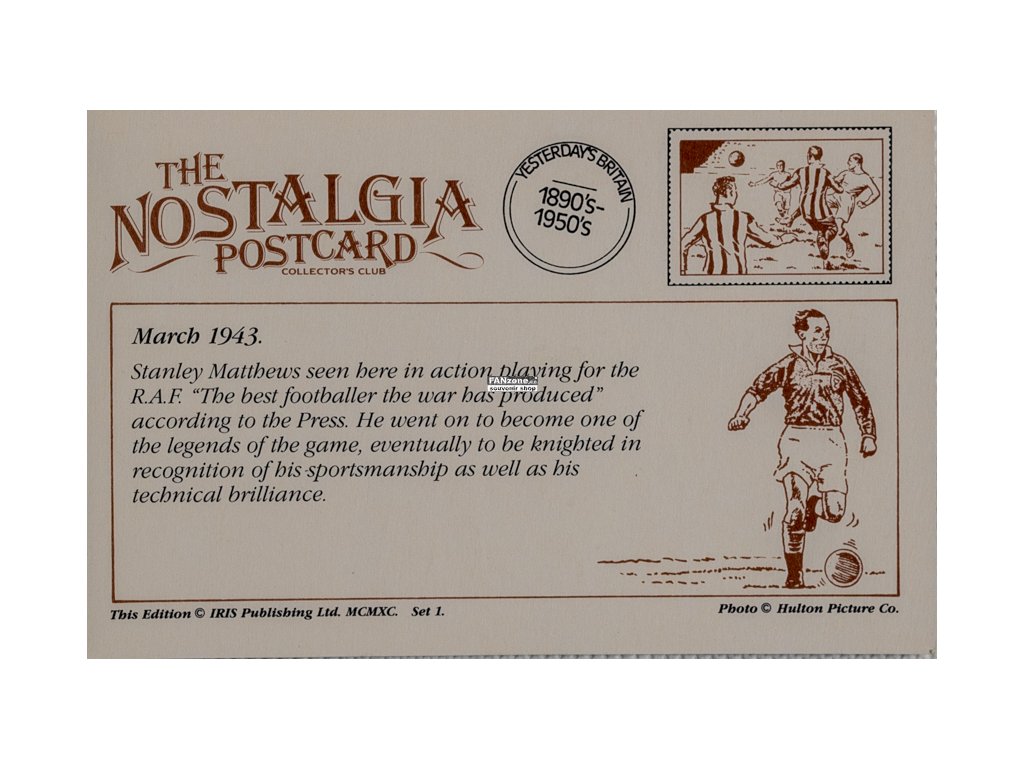 THE
NOSTALGIA
POSTCARD
COLLECTOR'S CLUB
YESTERDAY'S BRITAIN
1890's-
1950's
March 1943.
Stanley Matthews seen here in action playing for the
FANzone.cz
souvenir shop
R.A.F. “The best footballer the war has produced”
according to the Press. He went on to become one of
the legends of the game, eventually to be knighted in
recognition of his sportsmanship as well as his
technical brilliance.
This Edition © IRIS Publishing Ltd. MCMXC. Set 1.
Photo © Hulton Picture Co.